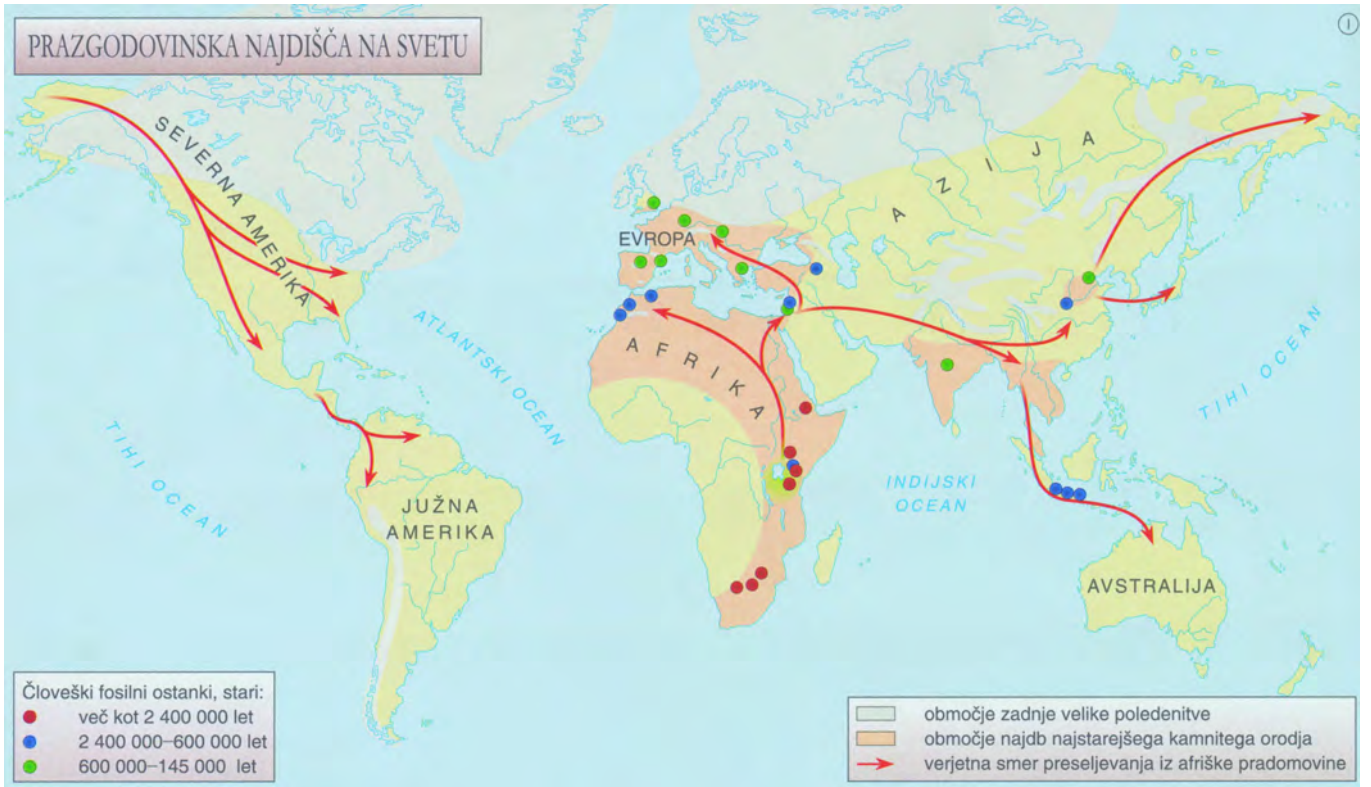 PRAZGODOVINSKA NAJDIŠČA NA SVETU
1
SEVERNA AMERIKA
AZIJA
EVROPA
ATLANTSKI OCEAN
AFRIKA
TIHI OCEAN
TIHI OCEAN
INDIJSKI
OCEAN
JUŽNA
AMERIKA
AVSTRALIJA
Človeški fosilni ostanki, stari:
več kot 2 400 000 let
2 400 000–600 000 let
600 000–145 000 let
območje zadnje velike poledenitve
območje najdb najstarejšega kamnitega orodja
verjetna smer preseljevanja iz afriške pradomovine